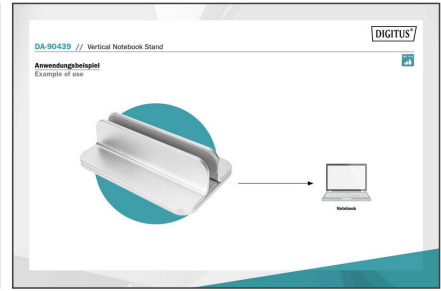 DIGITUS®
DA-90439 // Vertical Notebook Stand
Anwendungsbeispiel
Example of use
Notebook